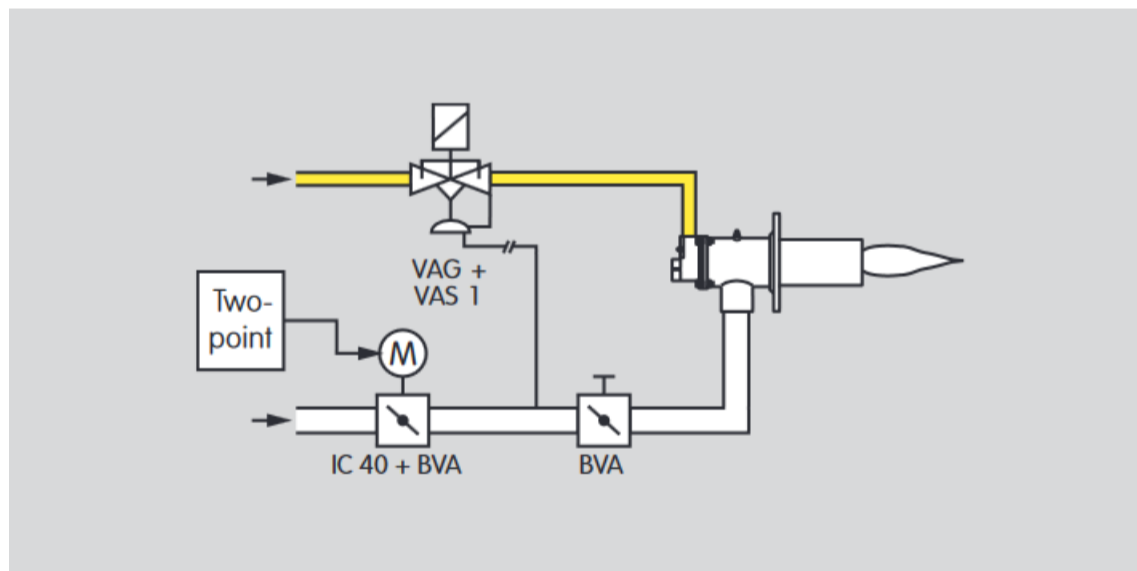 VAG +
VAS 1
Two-
point
M
IC 40 + BVA
BVA